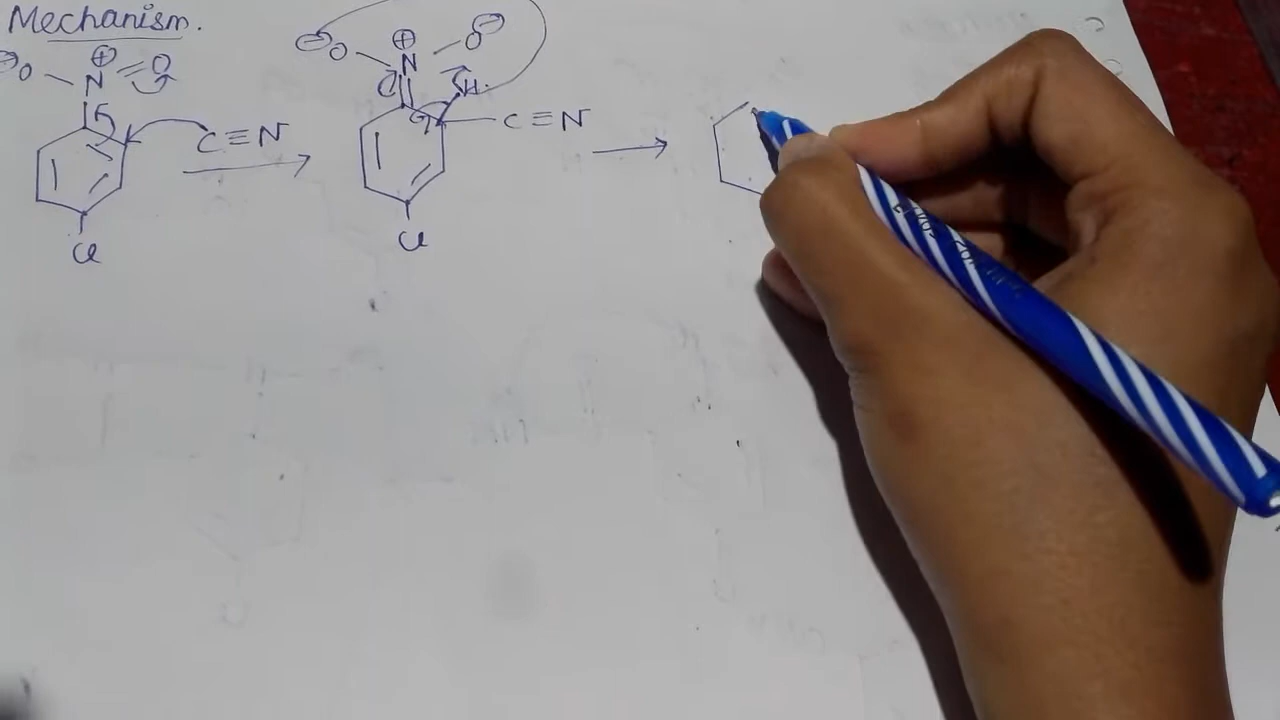 Mechanism.
⊖O N⊕ O
C≡N
Cl
⊖O N⊕ O⊖
H
C≡N
Cl